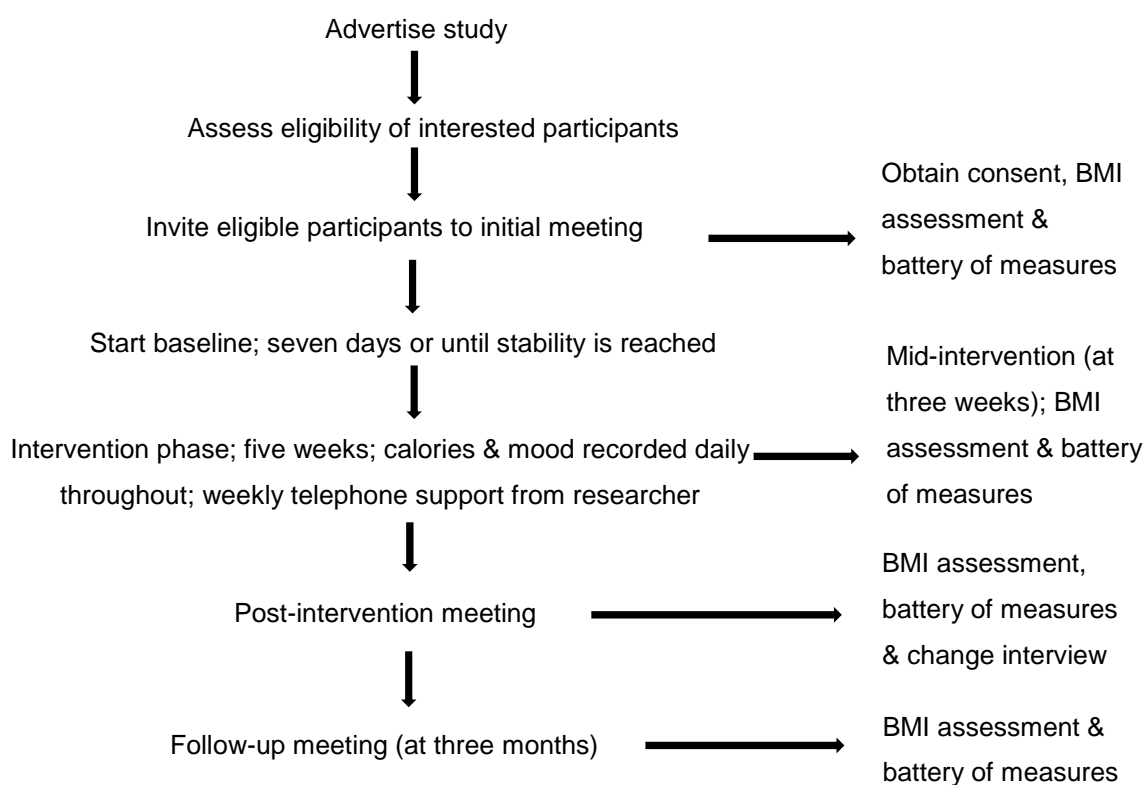 Advertise study
Assess eligibility of interested participants
Invite eligible participants to initial meeting
Obtain consent, BMI
assessment &
battery of measures
Start baseline; seven days or until stability is reached
Intervention phase; five weeks; calories & mood recorded daily
throughout; weekly telephone support from researcher
Mid-intervention (at
three weeks); BMI
assessment & battery
of measures
Post-intervention meeting
BMI assessment,
battery of measures
& change interview
Follow-up meeting (at three months)
BMI assessment &
battery of measures